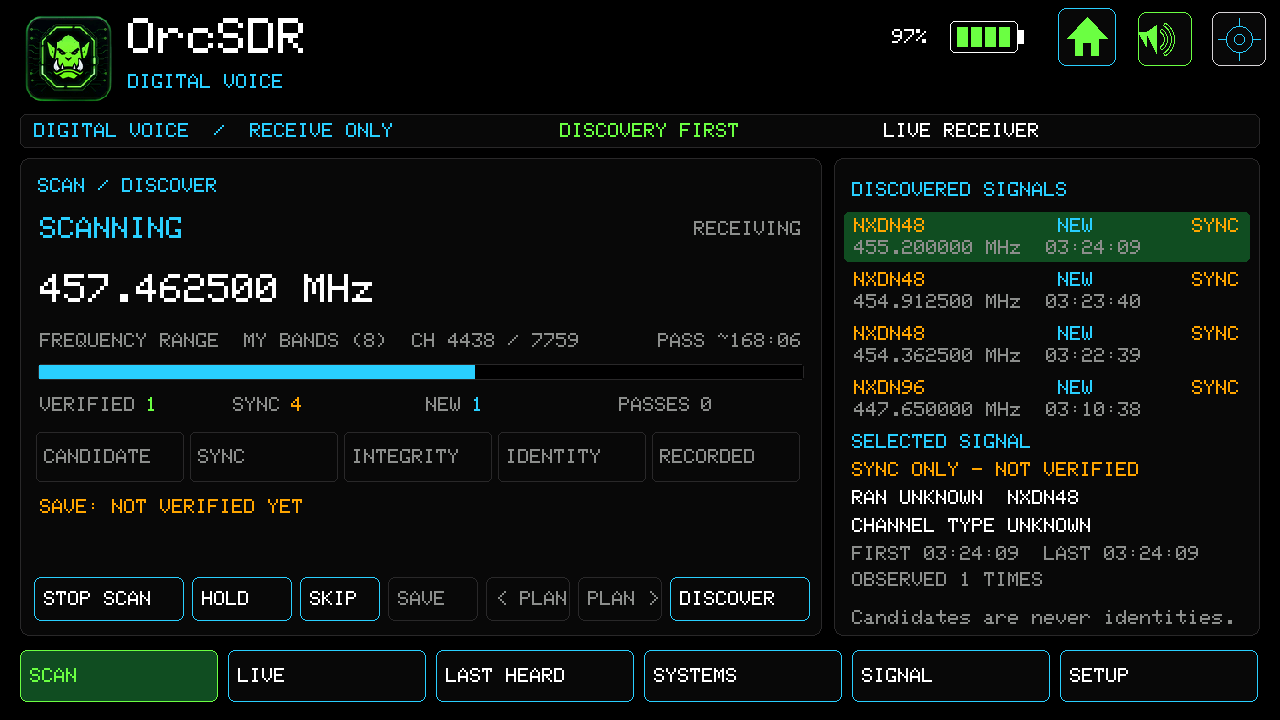 OrcSDR
DIGITAL VOICE
97%
DIGITAL VOICE / RECEIVE ONLY DISCOVERY FIRST LIVE RECEIVER
SCAN / DISCOVER
SCANNING RECEIVING
457.462500 MHz
FREQUENCY RANGE MY BANDS (8) CH 4438 / 7759 PASS ~168:06
VERIFIED 1 SYNC 4 NEW 1 PASSES 0
CANDIDATE SYNC INTEGRITY IDENTITY RECORDED
SAVE: NOT VERIFIED YET
STOP SCAN HOLD SKIP SAVE < PLAN PLAN > DISCOVER
DISCOVERED SIGNALS
NXDN48 NEW SYNC
455.200000 MHz 03:24:09
NXDN48 NEW SYNC
454.912500 MHz 03:23:40
NXDN48 NEW SYNC
454.362500 MHz 03:22:39
NXDN96 NEW SYNC
447.650000 MHz 03:10:38
SELECTED SIGNAL
SYNC ONLY - NOT VERIFIED
RAN UNKNOWN NXDN48
CHANNEL TYPE UNKNOWN
FIRST 03:24:09 LAST 03:24:09
OBSERVED 1 TIMES
Candidates are never identities.
SCAN LIVE LAST HEARD SYSTEMS SIGNAL SETUP